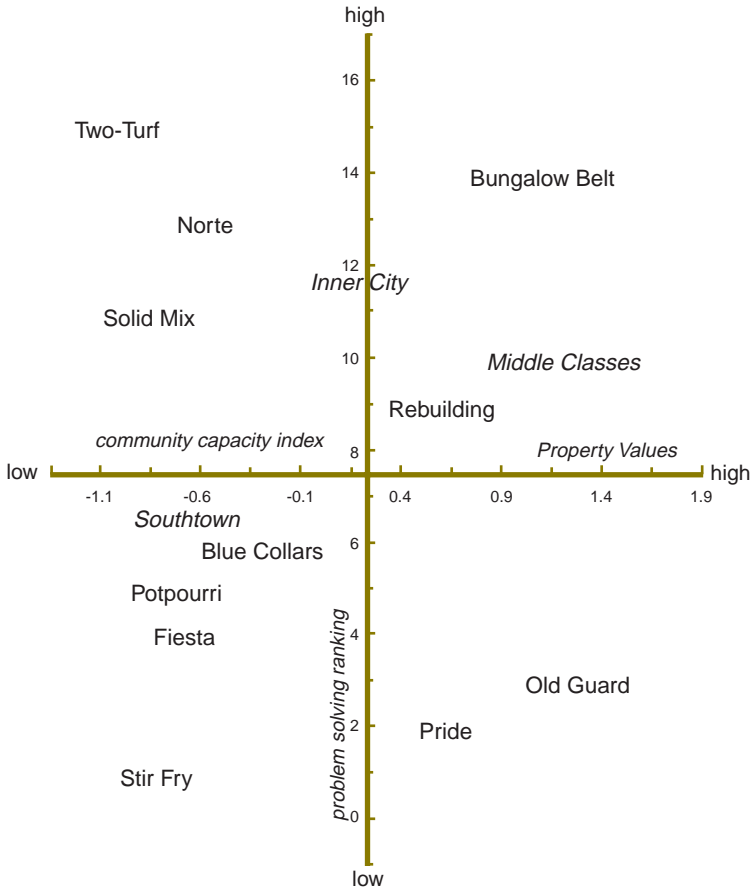 high
16
Two-Turf
14
Bungalow Belt
Norte
12
Inner City
Solid Mix
10
Middle Classes
Rebuilding
community capacity index
8
Property Values
low
high
-1.1 -0.6 -0.1 0.4 0.9 1.4 1.9
Southtown
6
Blue Collars
Potpourri
4
Fiesta
problem solving ranking
Old Guard
2
Pride
Stir Fry
0
low